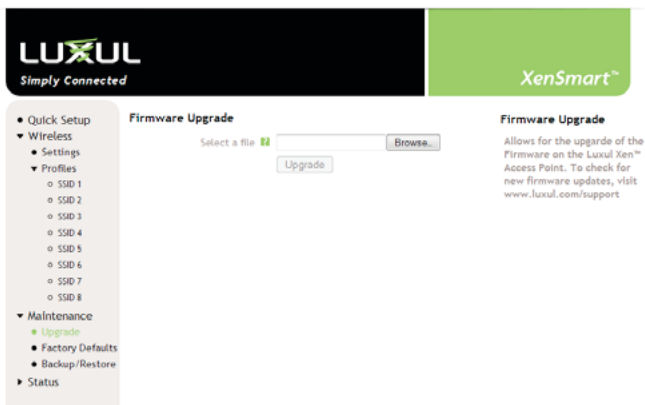 LUXUL
Simply Connected
XenSmart™
Quick Setup
Wireless
Settings
Profiles
SSID 1
SSID 2
SSID 3
SSID 4
SSID 5
SSID 6
SSID 7
SSID 8
Maintenance
Upgrade
Factory Defaults
Backup/Restore
Status
Firmware Upgrade
Select a file ? Browse..
Upgrade
Firmware Upgrade
Allows for the upgarde of the
Firmware on the Luxul Xen™
Access Point. To check for
new firmware updates, visit
www.luxul.com/support